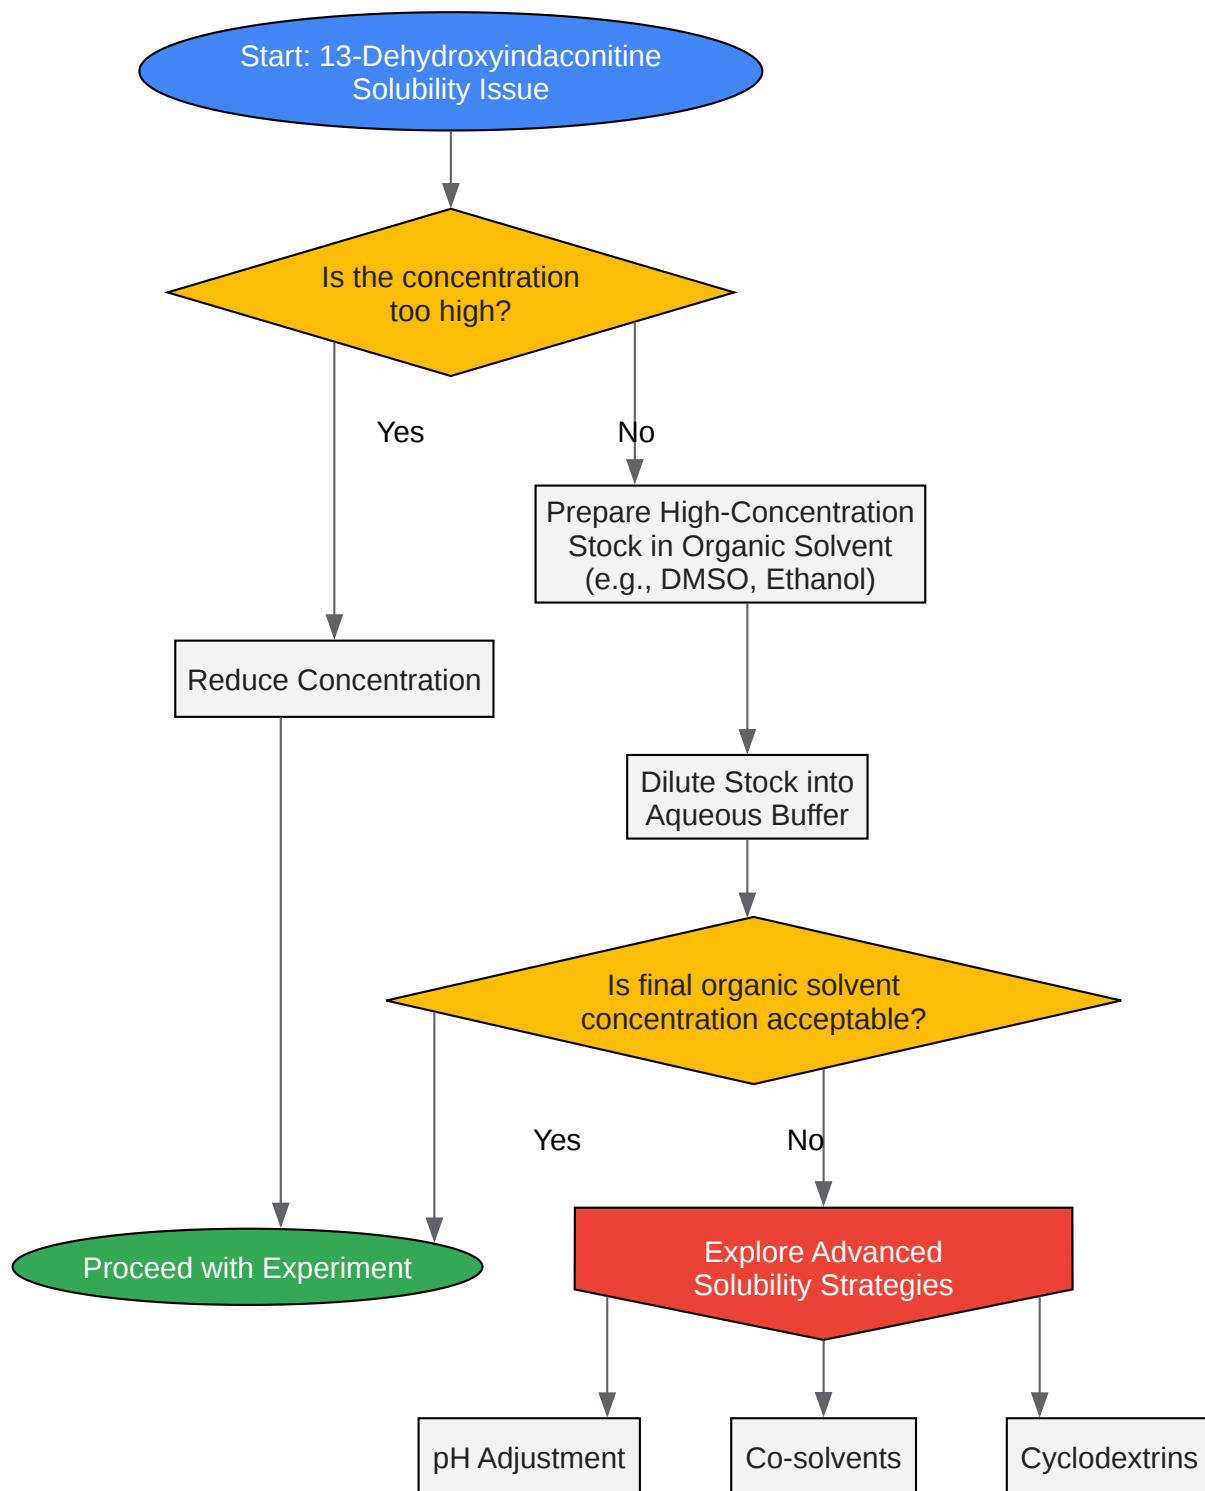 Start: 13-Dehydroxyindaconitine
Solubility Issue
Is the concentration
too high?
Yes
No
Prepare High-Concentration
Stock in Organic Solvent
(e.g., DMSO, Ethanol)
Reduce Concentration
Dilute Stock into
Aqueous Buffer
Is final organic solvent
concentration acceptable?
Yes
No
Proceed with Experiment
Explore Advanced
Solubility Strategies
pH Adjustment
Co-solvents
Cyclodextrins